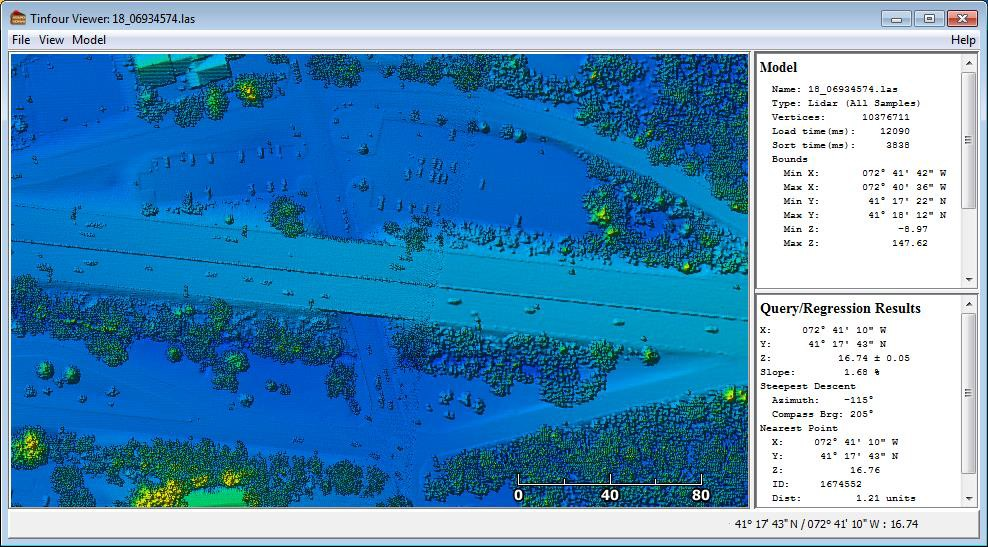 Tinfour Viewer: 18_06934574.las
File View Model Help
Model
Name: 18_06934574.las
Type: Lidar (All Samples)
Vertices: 10376711
Load time(ms): 12090
Sort time(ms): 3838
Bounds
Min X: 072° 41' 42" W
Max X: 072° 40' 36" W
Min Y: 41° 17' 22" N
Max Y: 41° 18' 12" N
Min Z: -8.97
Max Z: 147.62
Query/Regression Results
X: 072° 41' 10" W
Y: 41° 17' 43" N
Z: 16.74 ± 0.05
Slope: 1.68 %
Steepest Descent
Azimuth: -115°
Compass Brg: 205°
Nearest Point
X: 072° 41' 10" W
Y: 41° 17' 43" N
Z: 16.76
ID: 1674552
Dist: 1.21 units
0 40 80
41° 17' 43" N / 072° 41' 10" W : 16.74